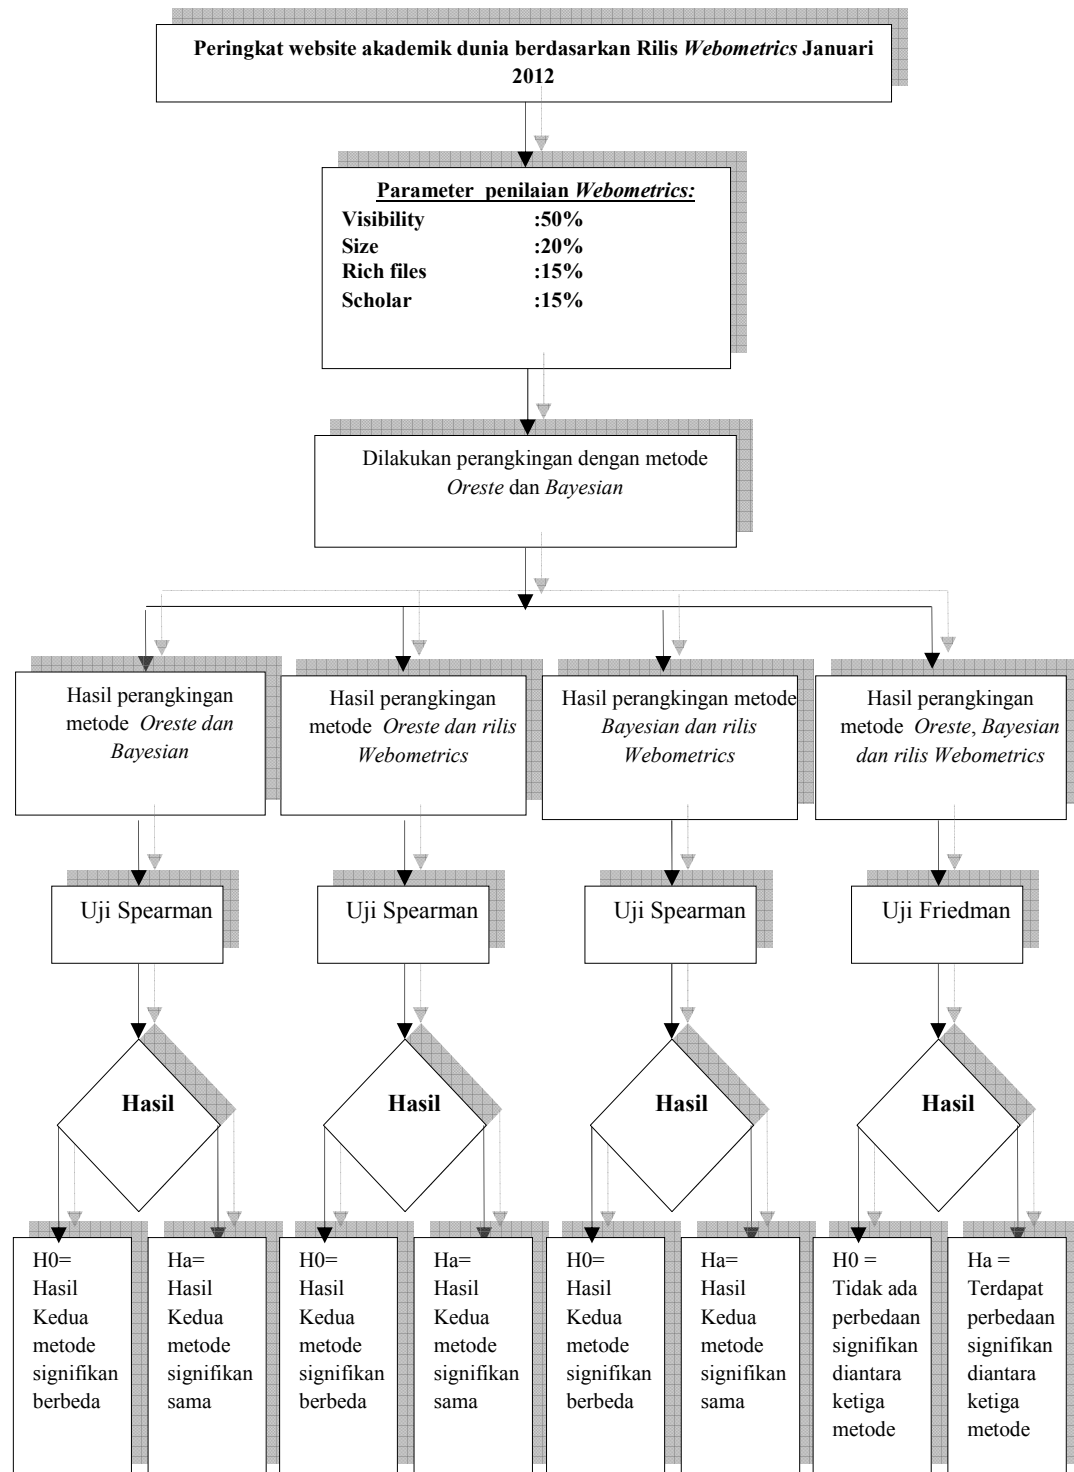 Peringkat website akademik dunia berdasarkan Rilis Webometrics Januari
2012
Parameter penilaian Webometrics:
Visibility :50%
Size :20%
Rich files :15%
Scholar :15%
Dilakukan perangkingan dengan metode
Oreste dan Bayesian
Hasil perangkingan
metode Oreste dan
Bayesian
Hasil perangkingan
metode Oreste dan rilis
Webometrics
Hasil perangkingan metode
Bayesian dan rilis
Webometrics
Hasil perangkingan
metode Oreste, Bayesian
dan rilis Webometrics
Uji Spearman
Uji Spearman
Uji Spearman
Uji Friedman
Hasil
Hasil
Hasil
Hasil
H0=
Hasil
Kedua
metode
signifikan
berbeda
Ha=
Hasil
Kedua
metode
signifikan
sama
H0=
Hasil
Kedua
metode
signifikan
berbeda
Ha=
Hasil
Kedua
metode
signifikan
sama
H0=
Hasil
Kedua
metode
signifikan
berbeda
Ha=
Hasil
Kedua
metode
signifikan
sama
H0 =
Tidak ada
perbedaan
signifikan
diantara
ketiga
metode
Ha =
Terdapat
perbedaan
signifikan
diantara
ketiga
metode